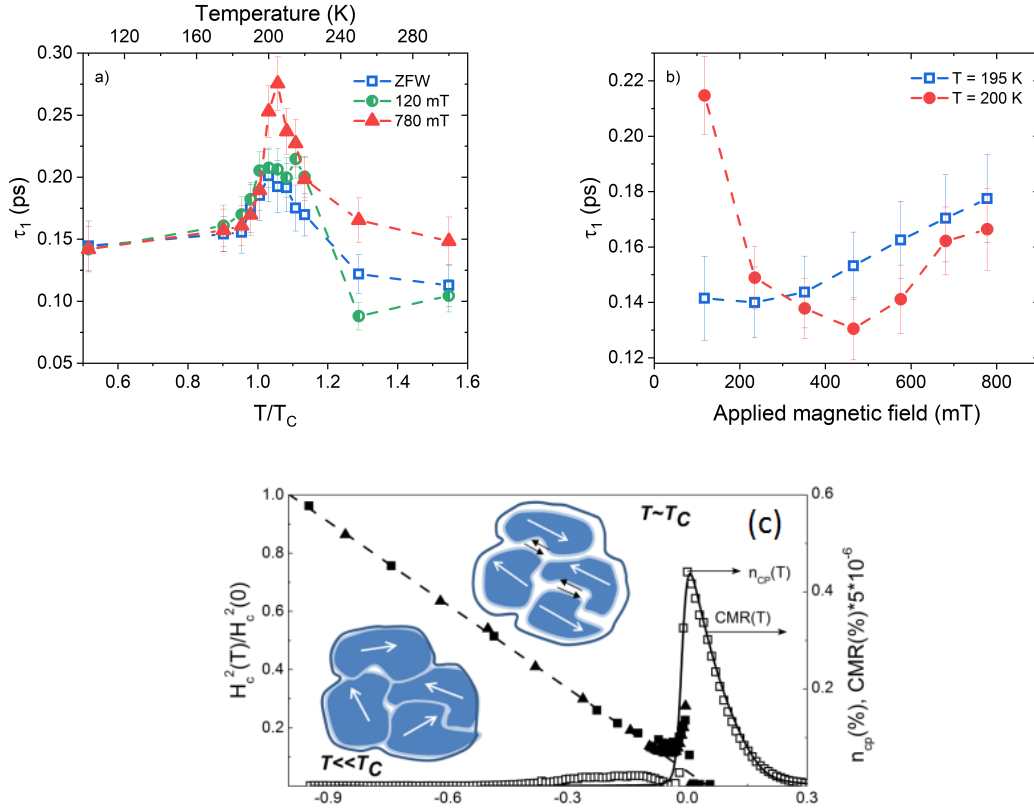 Temperature (K)
120 160 200 240 280
a)
ZFW
120 mT
780 mT
0.30
0.25
0.20
0.15
0.10
0.05
τ1 (ps)
0.6 0.8 1.0 1.2 1.4 1.6
T/TC
b)
T = 195 K
T = 200 K
0.22
0.20
0.18
0.16
0.14
0.12
τ1 (ps)
0 200 400 600 800
Applied magnetic field (mT)
(c)
T~TC
nCP(T)
CMR(T)
T<<TC
1.0
0.8
0.6
0.4
0.2
Hc2(T)/Hc2(0)
0.6
0.4
0.2
0.0
ncp(%), CMR(%)*5*10-6
-0.9 -0.6 -0.3 0.0 0.3